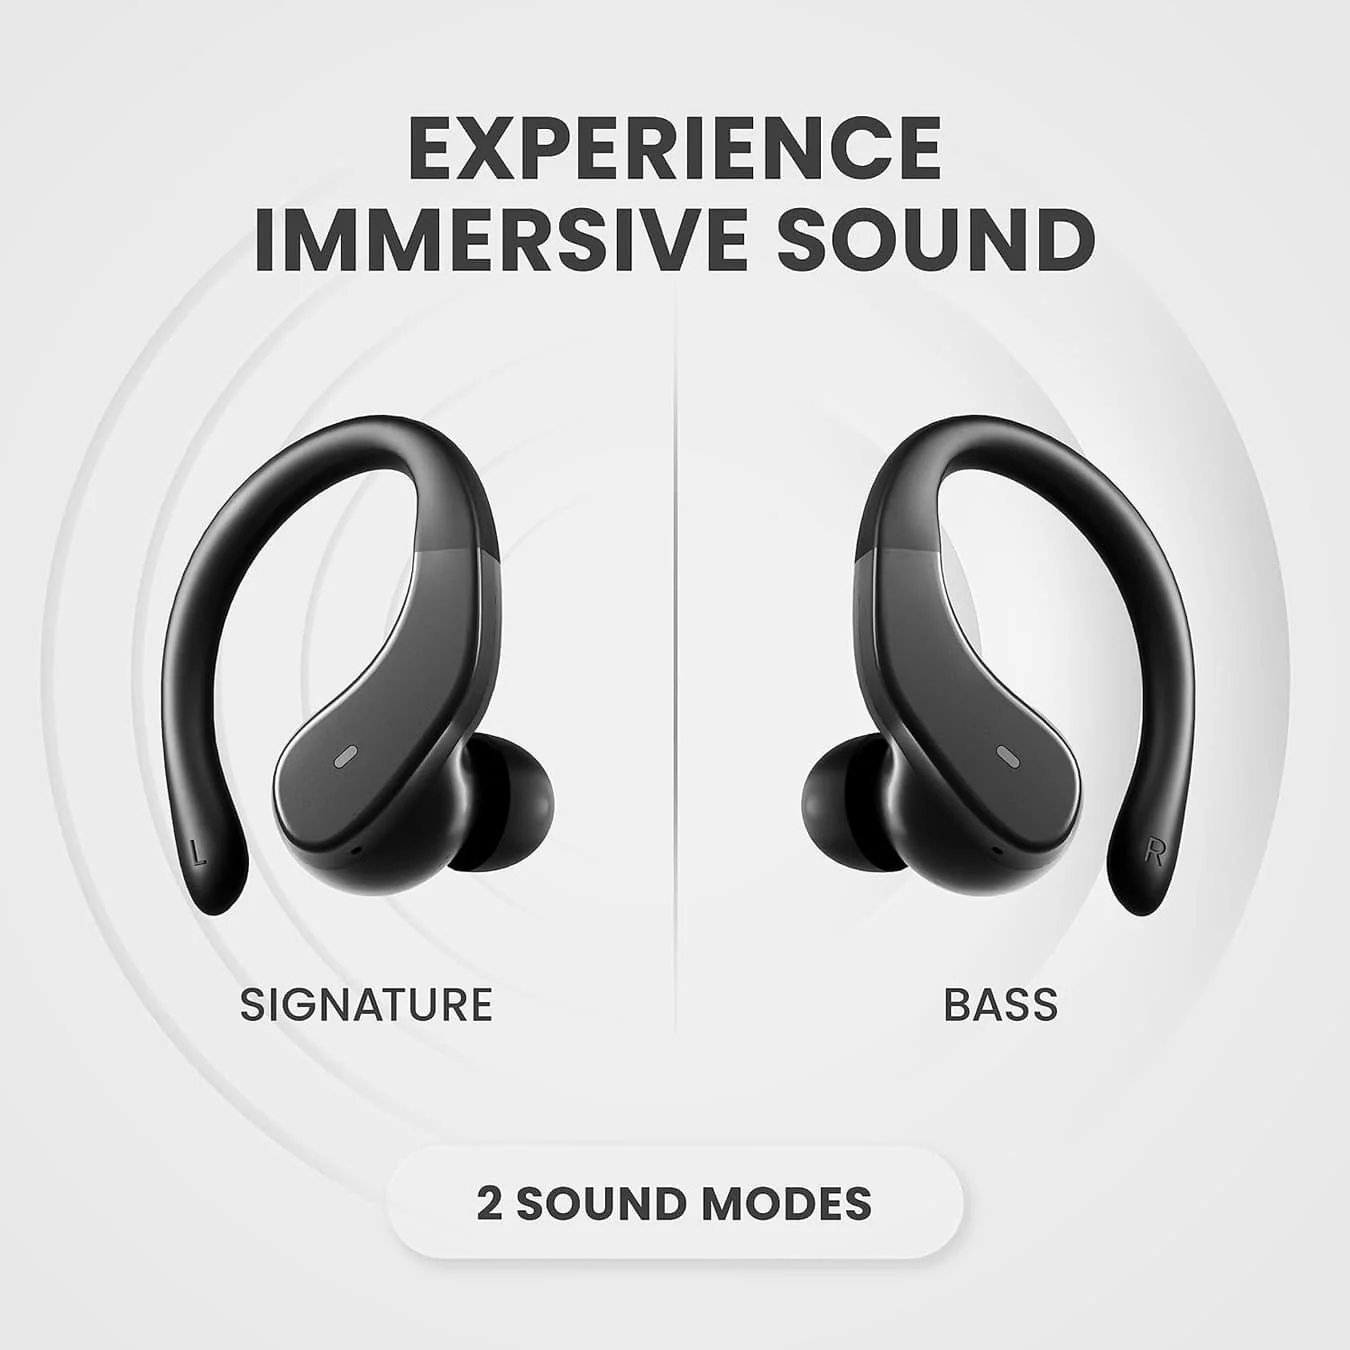 EXPERIENCE
IMMERSIVE SOUND
L
R
SIGNATURE
BASS
2 SOUND MODES